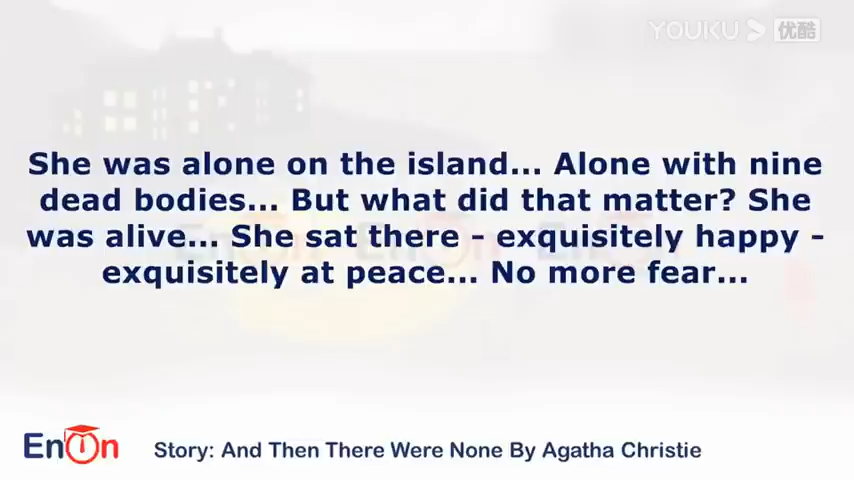 YOUKU 优酷
She was alone on the island... Alone with nine
dead bodies... But what did that matter? She
was alive... She sat there - exquisitely happy -
exquisitely at peace... No more fear...
EnOn
Story: And Then There Were None By Agatha Christie